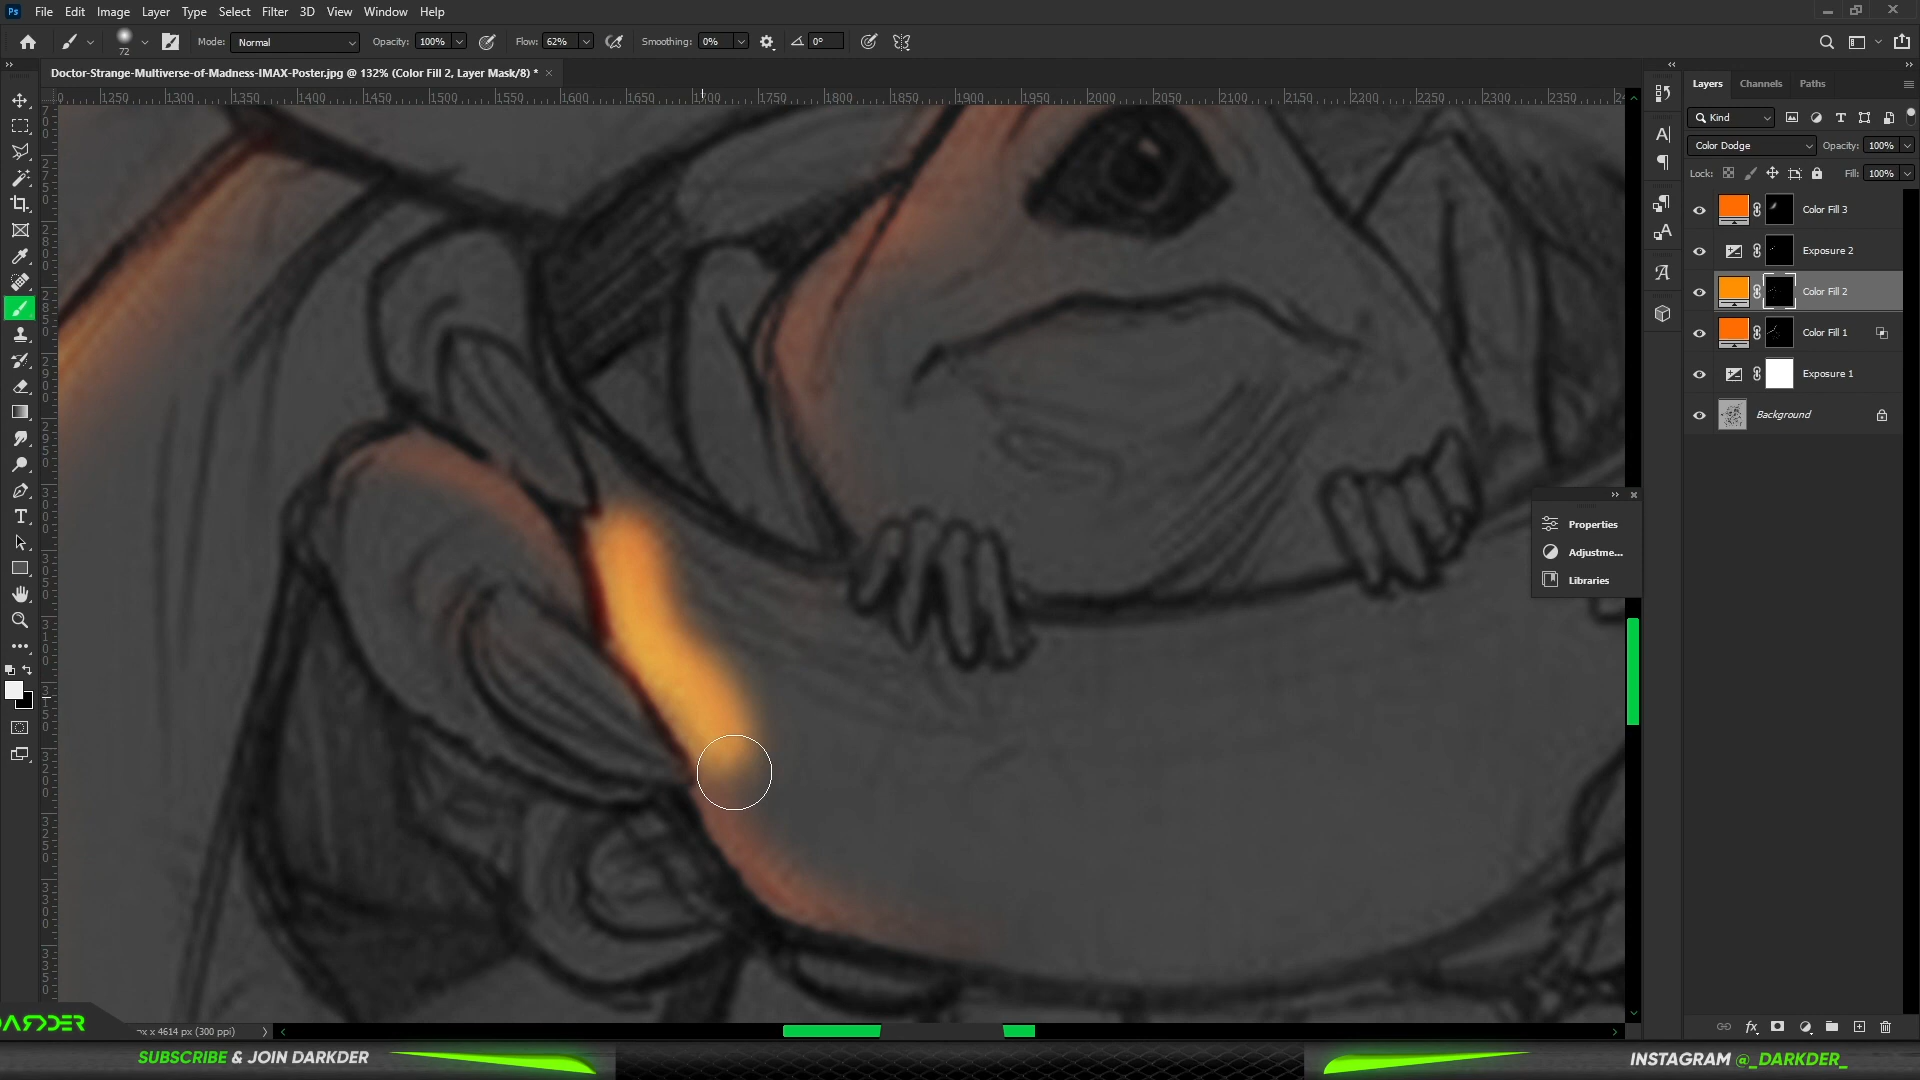 Ps File Edit Image Layer Type Select Filter 3D View Window Help
72 Mode: Normal Opacity: 100% Flow: 62% Smoothing: 0% 0°
Doctor-Strange-Multiverse-of-Madness-IMAX-Poster.jpg @ 132% (Color Fill 2, Layer Mask/8) *
1250 1300 1350 1400 1450 1500 1550 1600 1650 1700 1750 1800 1850 1900 1950 2000 2050 2100 2150 2200 2250 2300 2350
Layers Channels Paths
Kind
Color Dodge Opacity: 100%
Lock: Fill: 100%
Color Fill 3
Exposure 2
Color Fill 2
Color Fill 1
Exposure 1
Background
Properties
Adjustme...
Libraries
x 4614 px (300 ppi)
DARKDER
SUBSCRIBE & JOIN DARKDER
INSTAGRAM @_DARKDER_